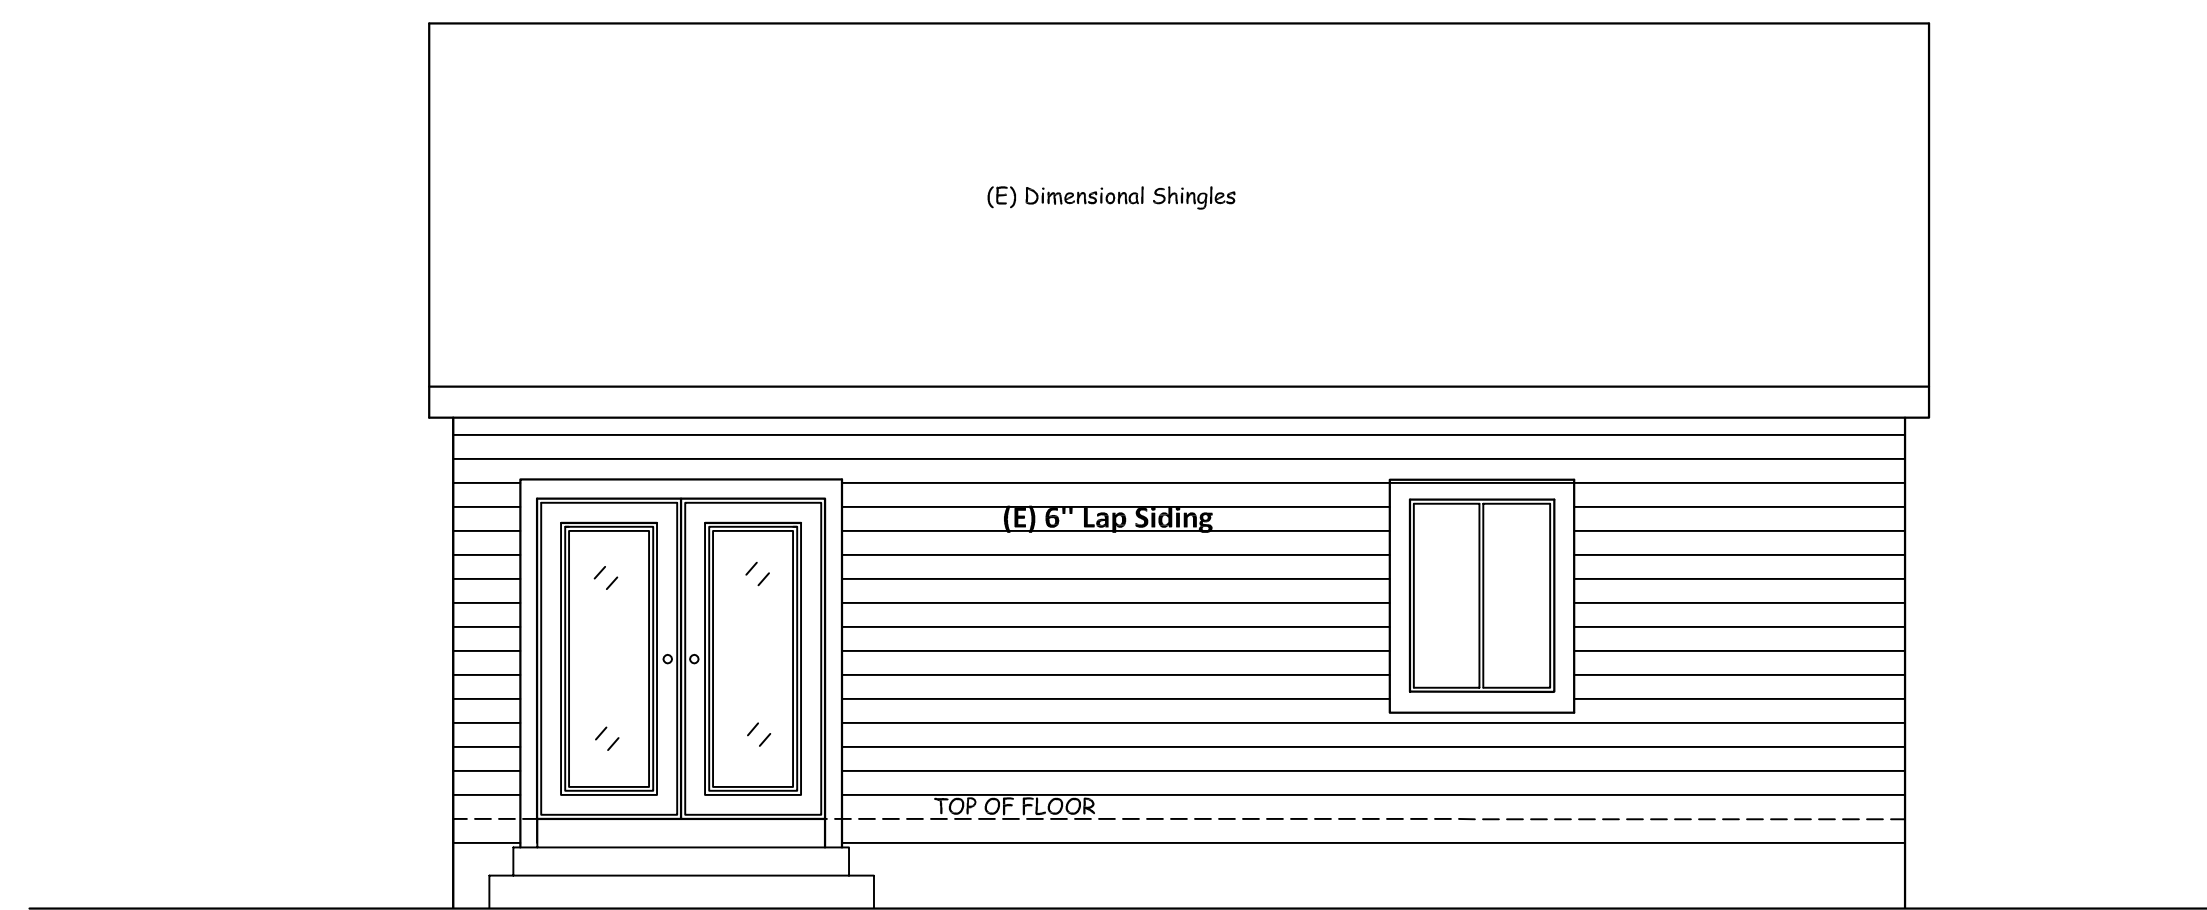 (E) Dimensional Shingles
(E) 6" Lap Siding
TOP OF FLOOR